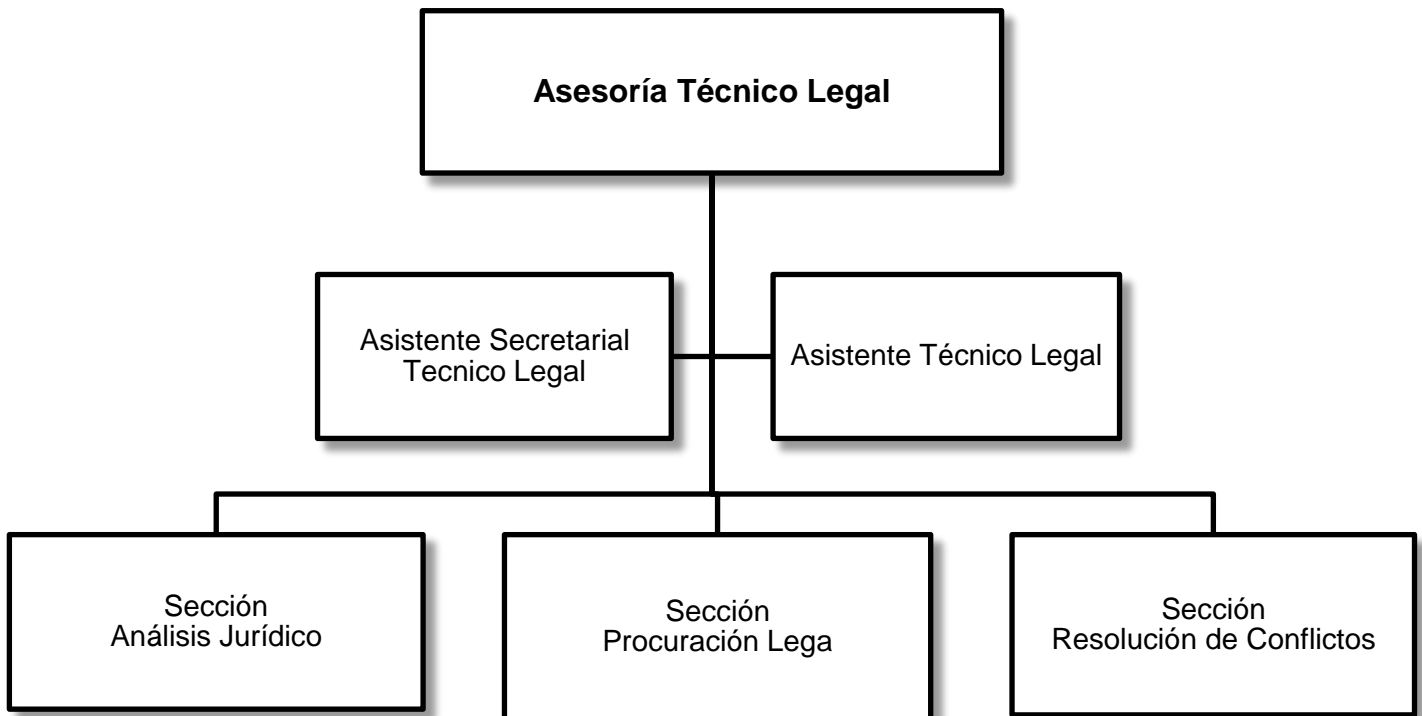 Asesoría Técnico Legal
Asistente Secretarial
Tecnico Legal
Asistente Técnico Legal
Sección
Análisis Jurídico
Sección
Procuración Lega
Sección
Resolución de Conflictos